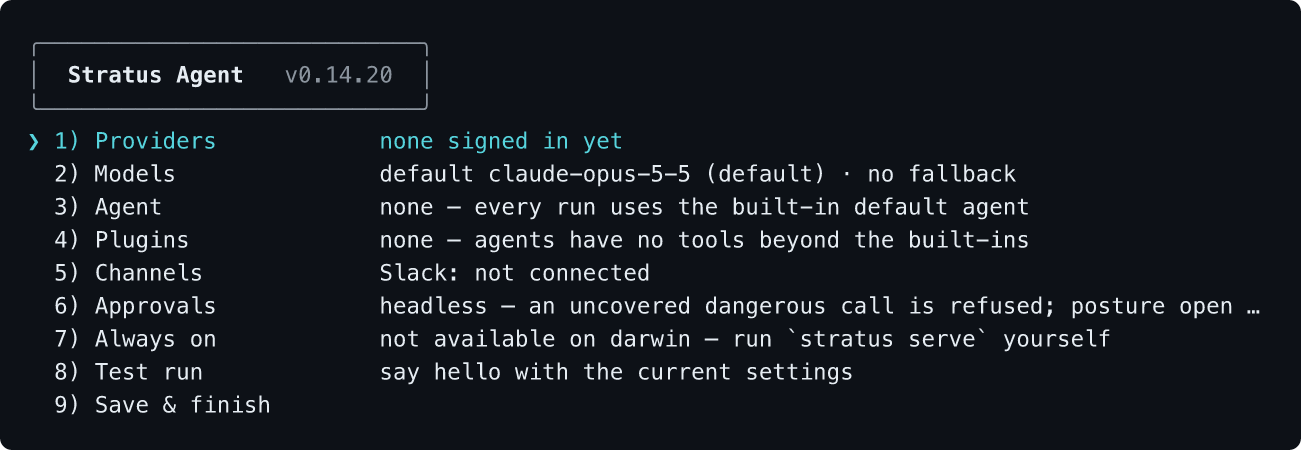 Stratus Agent v0.14.20
❯ 1) Providers none signed in yet
2) Models default claude-opus-5-5 (default) · no fallback
3) Agent none — every run uses the built-in default agent
4) Plugins none — agents have no tools beyond the built-ins
5) Channels Slack: not connected
6) Approvals headless — an uncovered dangerous call is refused; posture open …
7) Always on not available on darwin — run `stratus serve` yourself
8) Test run say hello with the current settings
9) Save & finish